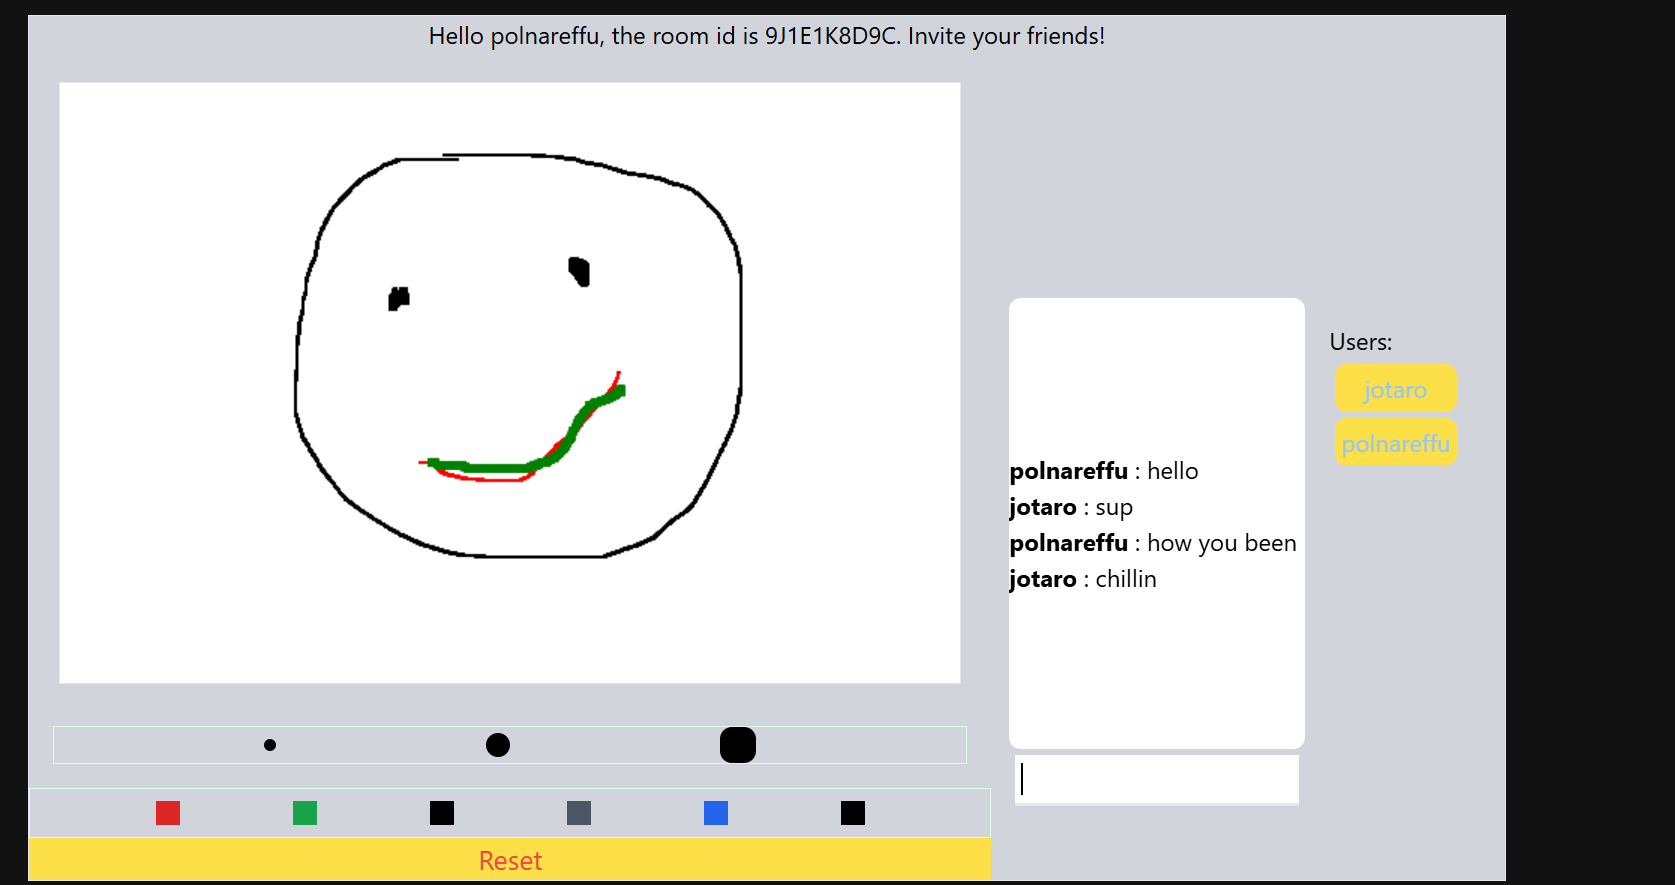 Hello polnareffu, the room id is 9J1E1K8D9C. Invite your friends!
polnareffu : hello
jotaro : sup
polnareffu : how you been
jotaro : chillin
Users:
jotaro
polnareffu
Reset